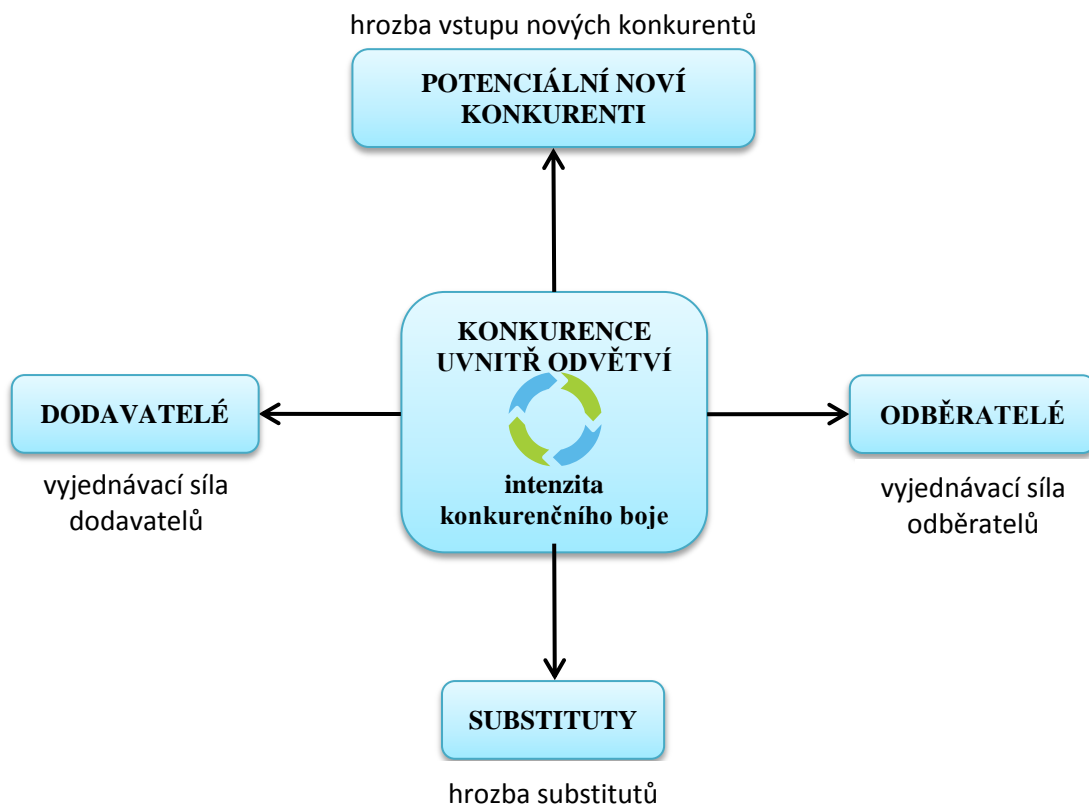 hrozba vstupu nových konkurentů
POTENCIÁLNÍ NOVÍ
KONKURENTI
KONKURENCE
UVNITŘ ODVĚTVÍ
intenzita
konkurenčního boje
DODAVATELÉ
vyjednávací síla
dodavatelů
ODBĚRATELÉ
vyjednávací síla
odběratelů
SUBSTITUTY
hrozba substitutů